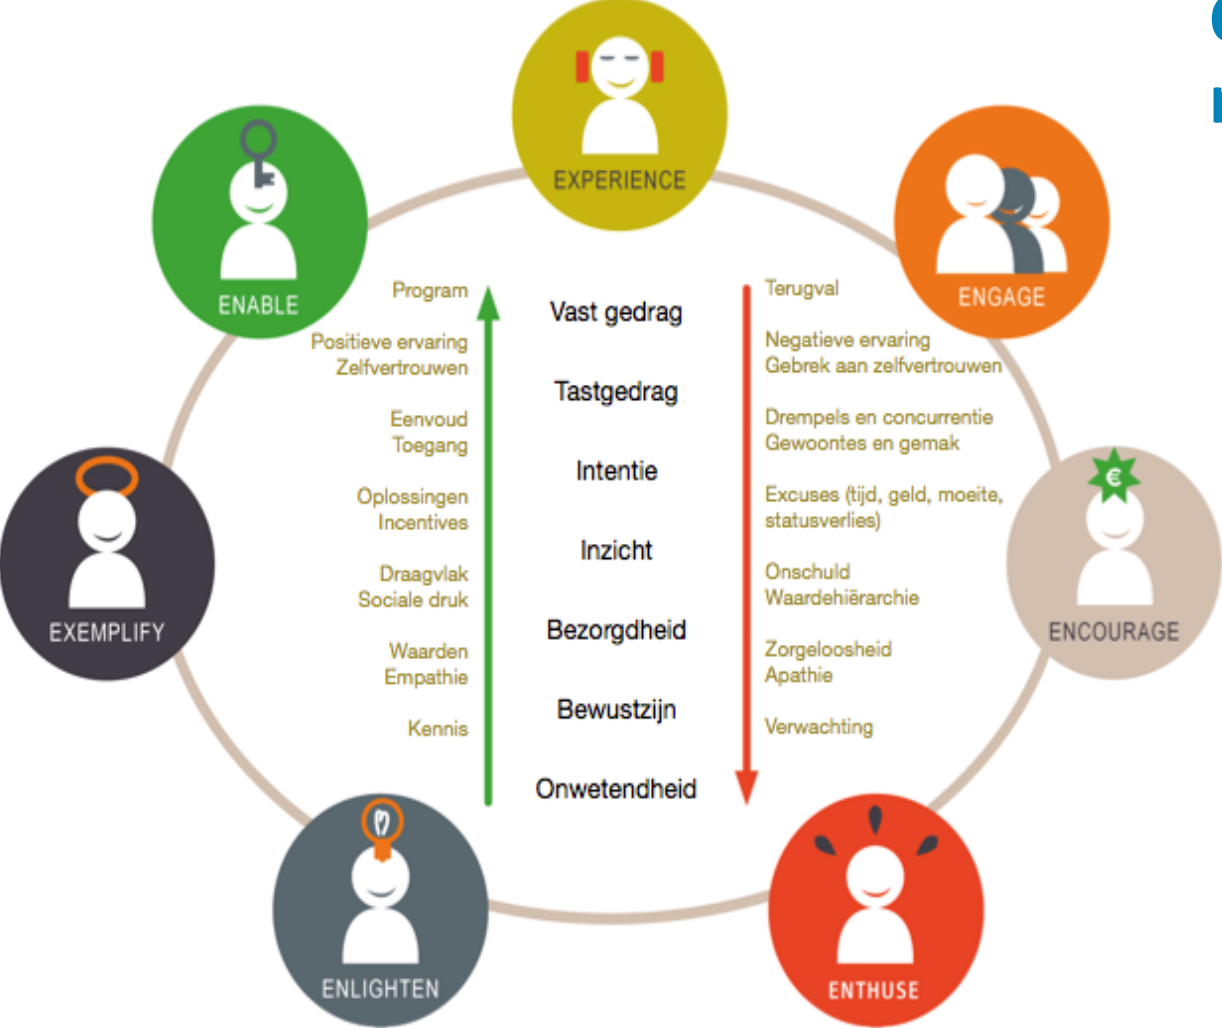 EXPERIENCE
ENABLE
ENGAGE
Program
Positieve ervaring
Zelfvertrouwen
Eenvoud
Toegang
Oplossingen
Incentives
Draagvlak
Sociale druk
Waarden
Empathie
Kennis
Vast gedrag
Tastgedrag
Intentie
Inzicht
Bezorgdheid
Bewustzijn
Onwetendheid
Terugval
Negatieve ervaring
Gebrek aan zelfvertrouwen
Drempels en concurrentie
Gewoontes en gemak
Excuses (tijd, geld, moeite,
statusverlies)
Onschuld
Waardehiërarchie
Zorgeloosheid
Apathie
Verwachting
EXEMPLIFY
€
ENCOURAGE
ENLIGHTEN
ENTHUSE